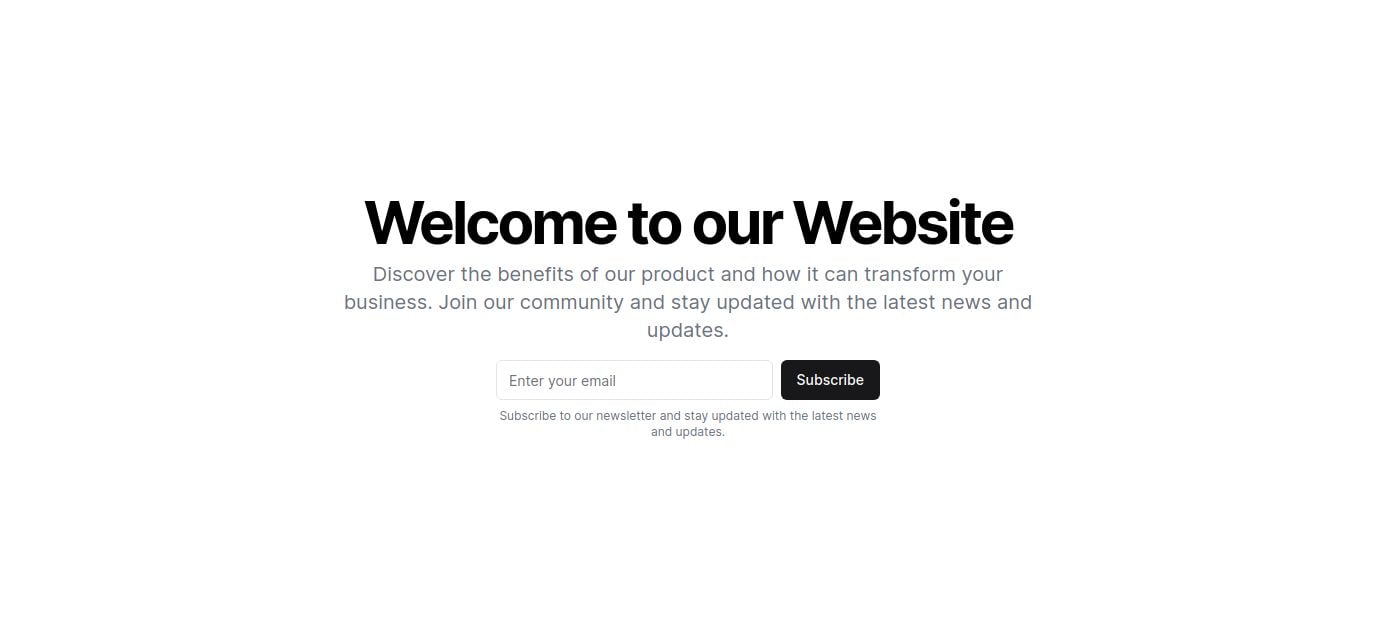 Welcome to our Website
Discover the benefits of our product and how it can transform your
business. Join our community and stay updated with the latest news and
updates.
Enter your email
Subscribe
Subscribe to our newsletter and stay updated with the latest news
and updates.